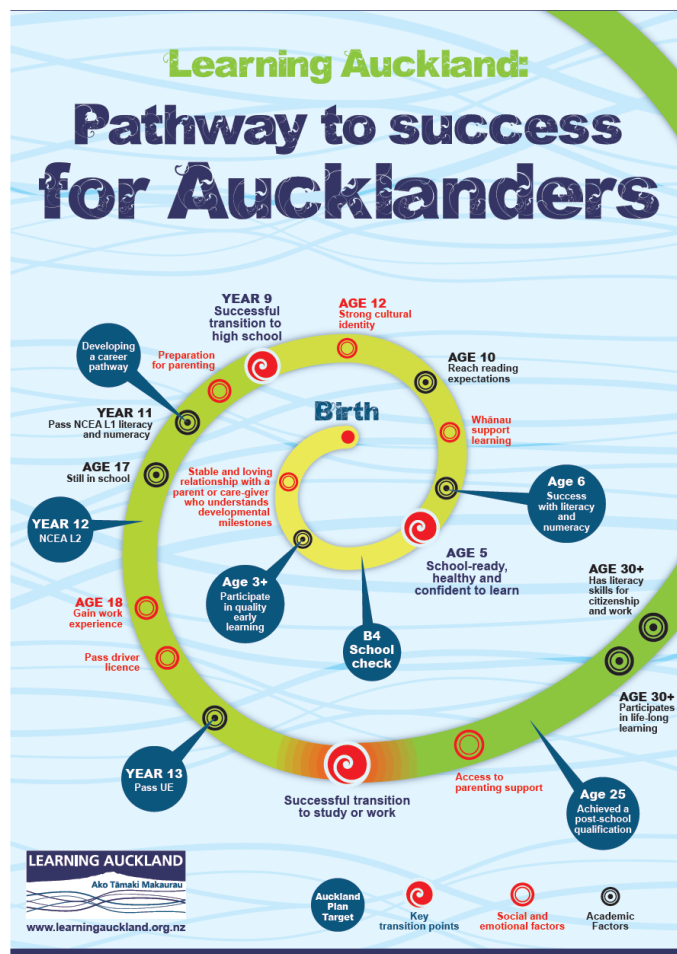 Learning Auckland:
Pathway to success
for Aucklanders
Birth
Stable and loving
relationship with a
parent or care-giver
who understands
developmental
milestones
Age 3+
Participate
in quality
early
learning
B4
School
check
AGE 5
School-ready,
healthy and
confident to learn
Age 6
Success
with literacy
and
numeracy
Whānau
support
learning
AGE 10
Reach reading
expectations
AGE 12
Strong cultural
identity
YEAR 9
Successful
transition to
high school
Preparation
for parenting
Developing
a career
pathway
YEAR 11
Pass NCEA L1 literacy
and numeracy
AGE 17
Still in school
YEAR 12
NCEA L2
AGE 18
Gain work
experience
Pass driver
licence
YEAR 13
Pass UE
Successful transition
to study or work
Access to
parenting support
Age 25
Achieved a
post-school
qualification
AGE 30+
Participates
in life-long
learning
AGE 30+
Has literacy
skills for
citizenship
and work
LEARNING AUCKLAND
Ako Tāmaki Makaurau
www.learningauckland.org.nz
Auckland
Plan
Target
Key
transition points
Social and
emotional factors
Academic
Factors